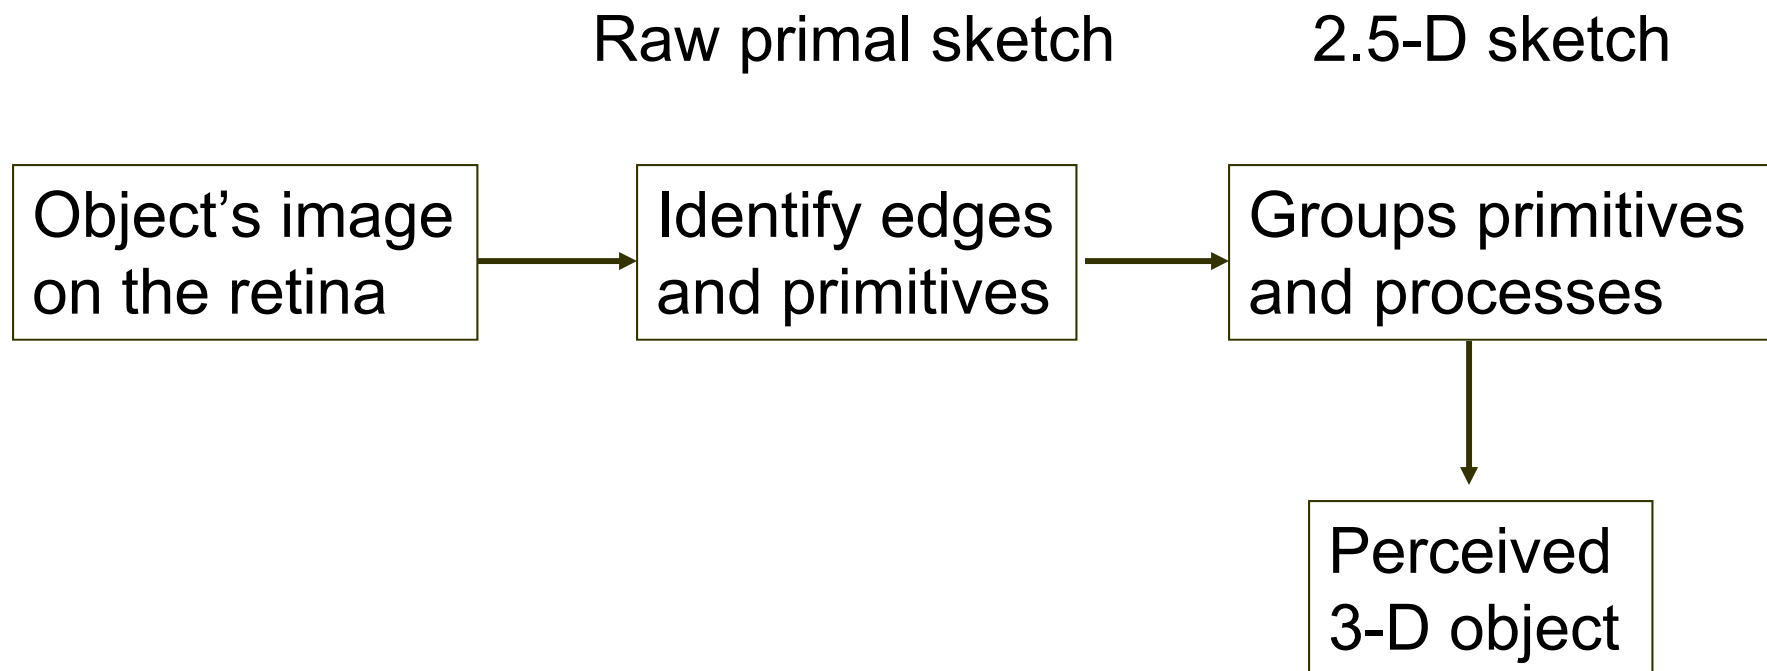 Raw primal sketch
2.5-D sketch
Object’s image
on the retina
Identify edges
and primitives
Groups primitives
and processes
Perceived
3-D object